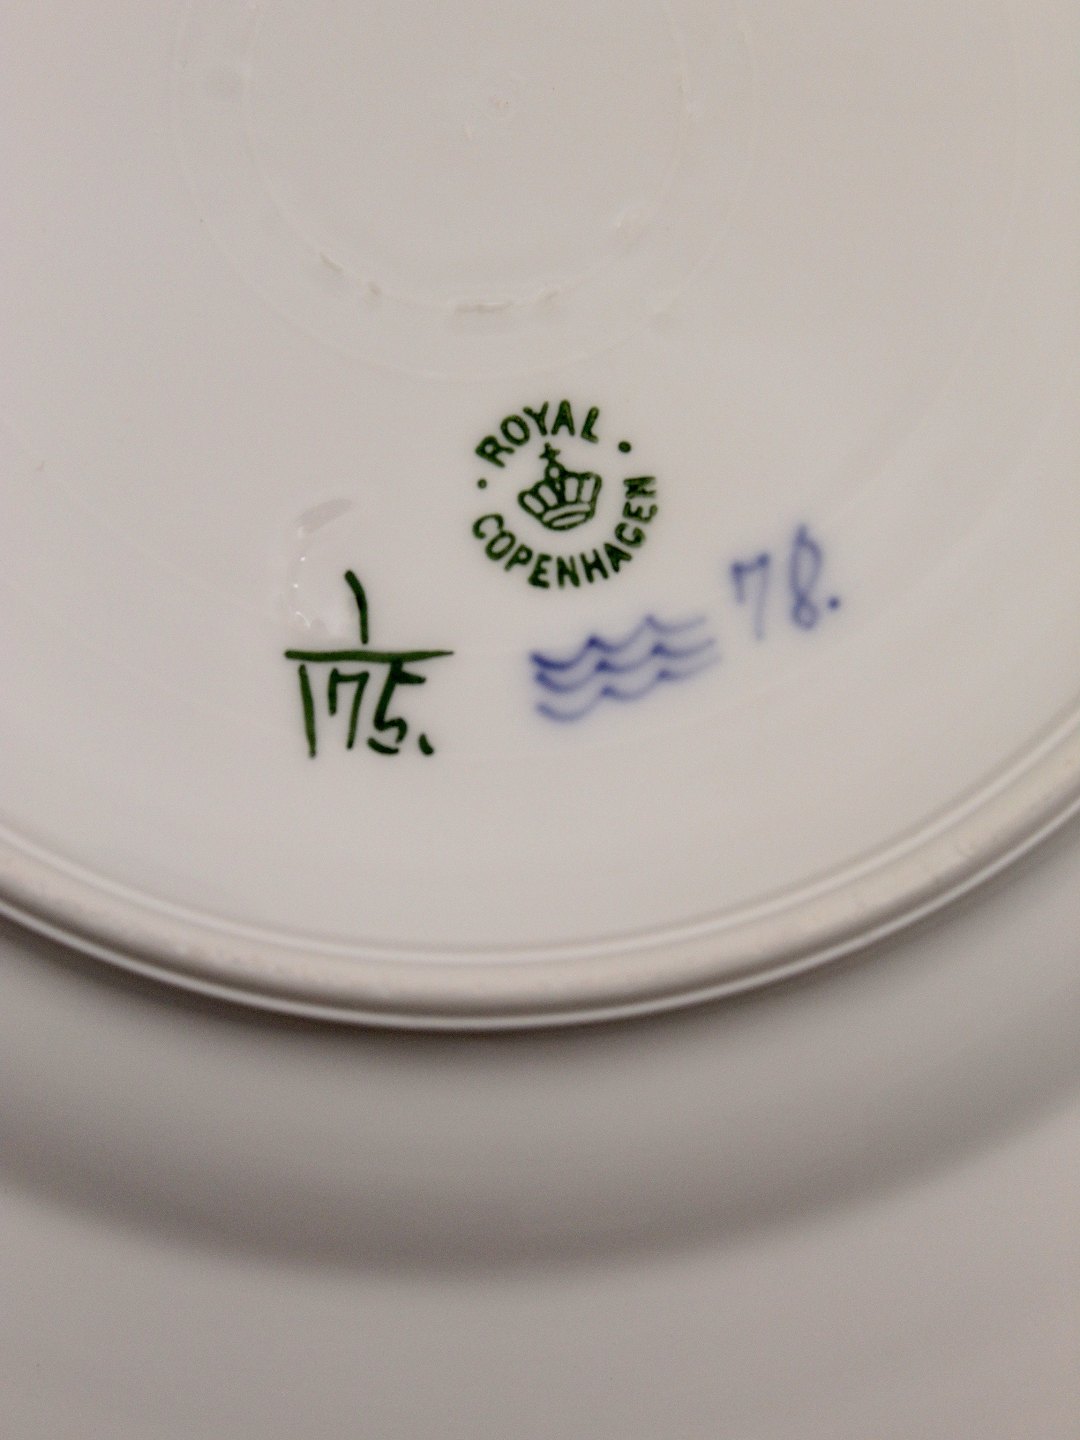 ROYAL
COPENHAGEN
1
175.
78.